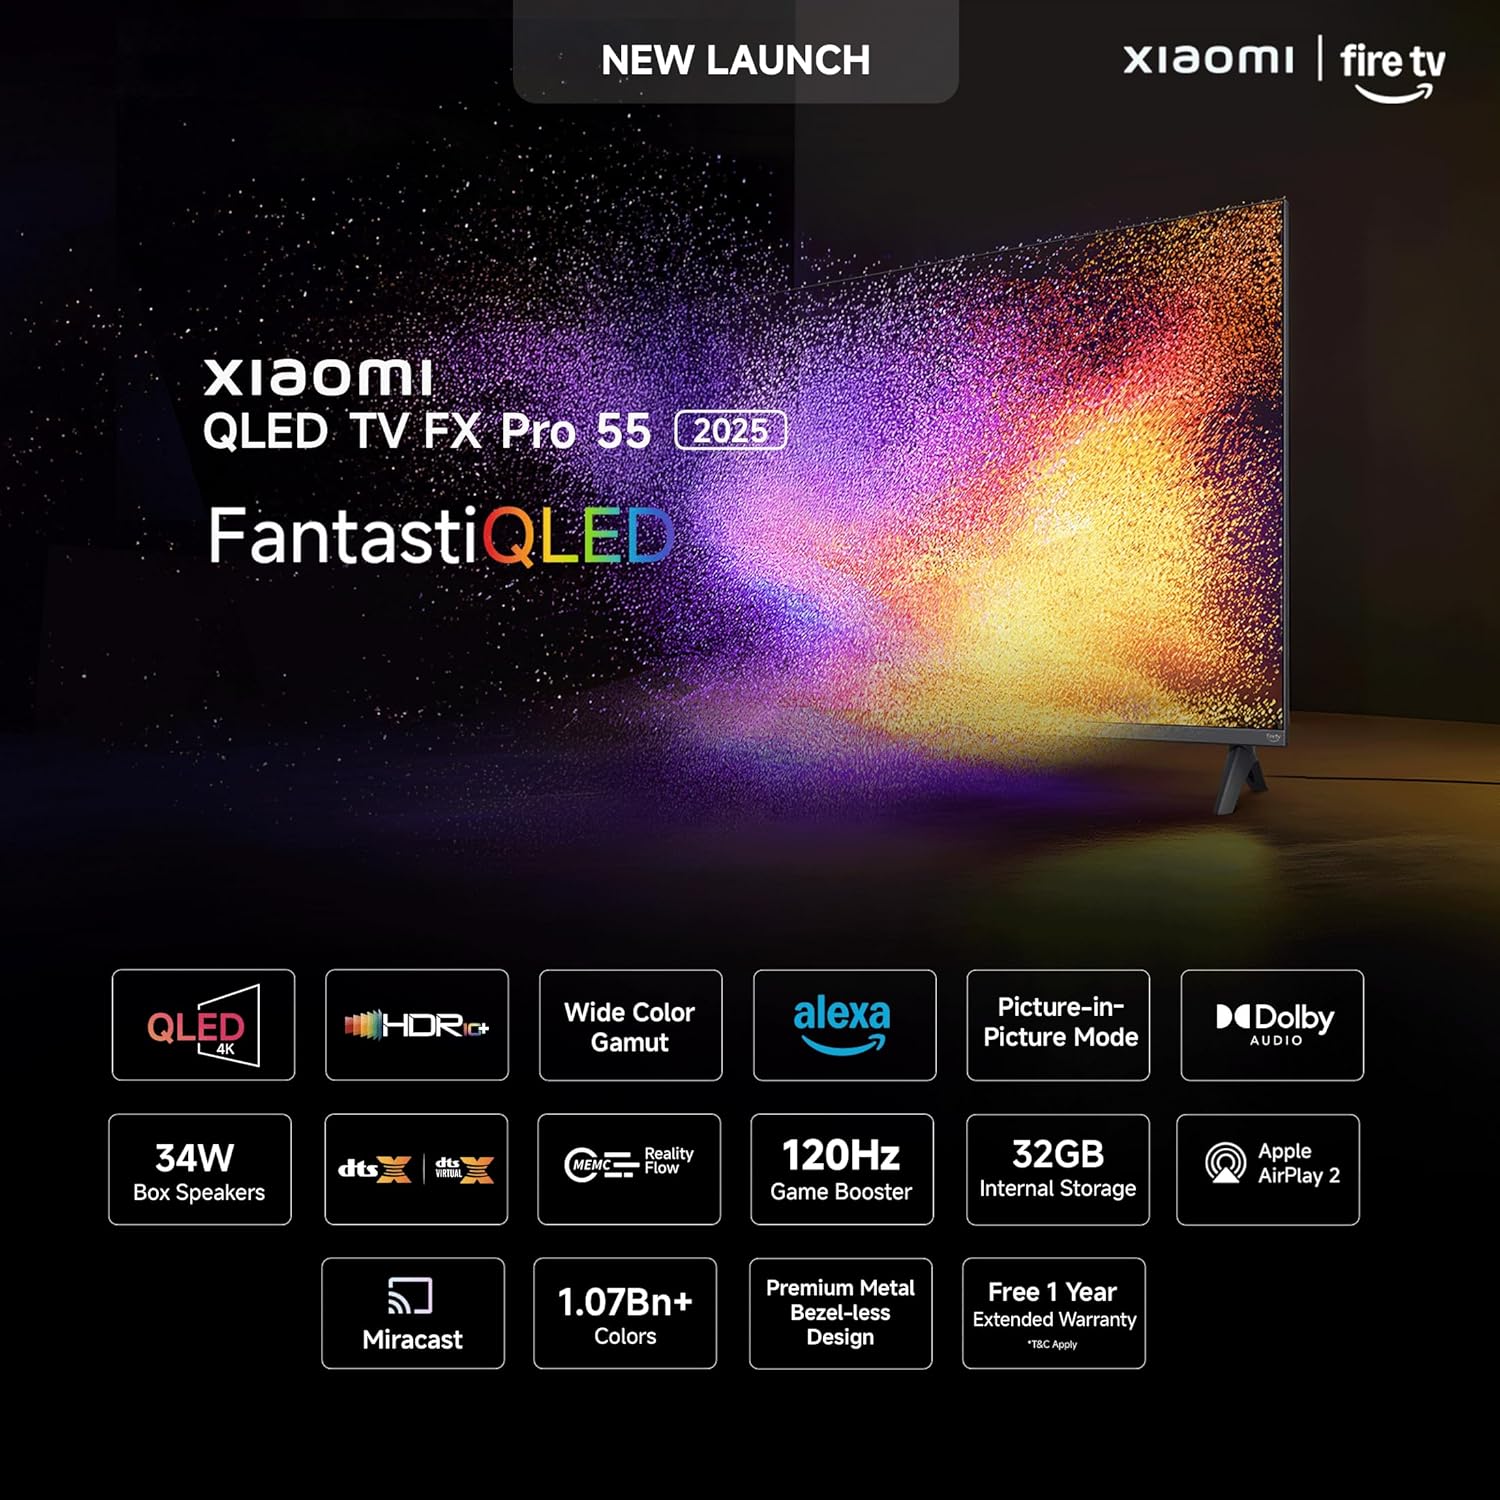 NEW LAUNCH
xiaomi | fire tv
xiaomi
QLED TV FX Pro 55 2025
FantastiQLED
fire tv
QLED
4K
HDR10+
Wide Color
Gamut
alexa
Picture-in-
Picture Mode
Dolby
AUDIO
34W
Box Speakers
dts X | dts VIRTUAL X
MEMC Reality
Flow
120Hz
Game Booster
32GB
Internal Storage
Apple
AirPlay 2
Miracast
1.07Bn+
Colors
Premium Metal
Bezel-less
Design
Free 1 Year
Extended Warranty
*T&C Apply